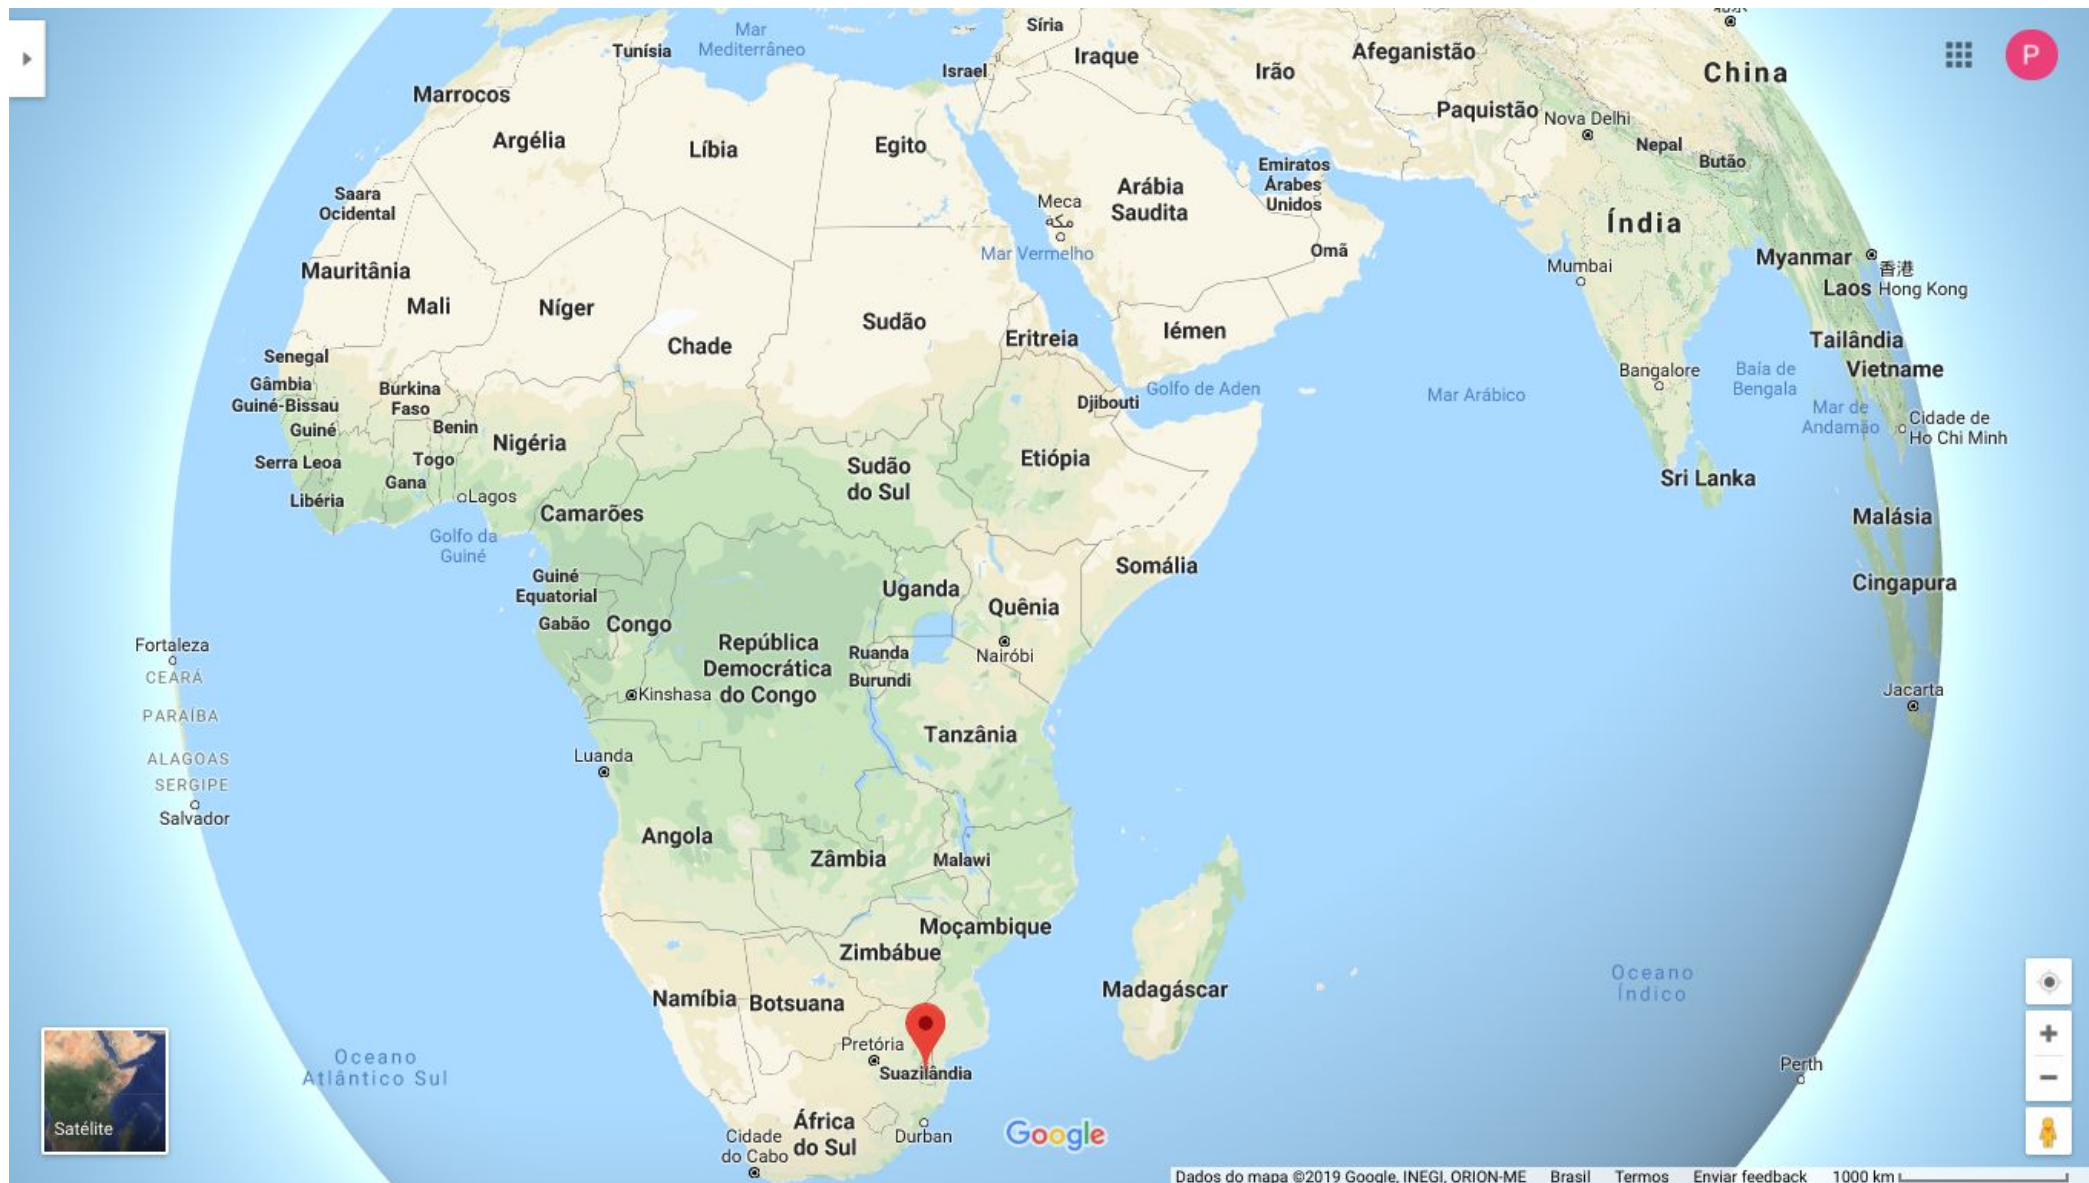 Síria
Mar
Mediterrâneo
Tunísia
Israel
Iraque
Irão
Afeganistão
China
P
Marrocos
Paquistão
Nova Delhi
Argélia
Líbia
Egito
Nepal
Butão
Emiratos
Árabes
Unidos
Saara
Ocidental
Meca
مكة
Arábia
Saudita
Índia
Mar Vermelho
Omã
Mumbai
Myanmar
香港
Hong Kong
Laos
Mauritânia
Mali
Níger
Sudão
Chade
Eritreia
Iémen
Tailândia
Vietname
Senegal
Gâmbia
Guiné-Bissau
Guiné
Burkina
Faso
Benin
Nigéria
Djibouti
Golfo de Aden
Mar Arábico
Bangalore
Baía de
Bengala
Mar de
Andamão
Cidade de
Ho Chi Minh
Serra Leoa
Libéria
Togo
Gana
Lagos
Sudão
do Sul
Etiópia
Sri Lanka
Camarões
Malásia
Golfo da
Guiné
Somália
Guiné
Equatorial
Gabão
Congo
Uganda
Quênia
Cingapura
Fortaleza
CEARÁ
República
Democrática
do Congo
Ruanda
Burundi
Nairóbi
Kinshasa
Jacarta
PARAÍBA
ALAGOAS
SERGIPE
Salvador
Luanda
Tanzânia
Angola
Zâmbia
Malawi
Moçambique
Zimbábue
Namíbia
Botsuana
Madagáscar
Oceano
Índico
Pretória
Suazilândia
Oceano
Atlântico Sul
Perth
Satélite
África
do Sul
Cidade
do Cabo
Durban
Google
Dados do mapa ©2019 Google, INEGI, ORION-ME Brasil Termos Enviar feedback 1000 km